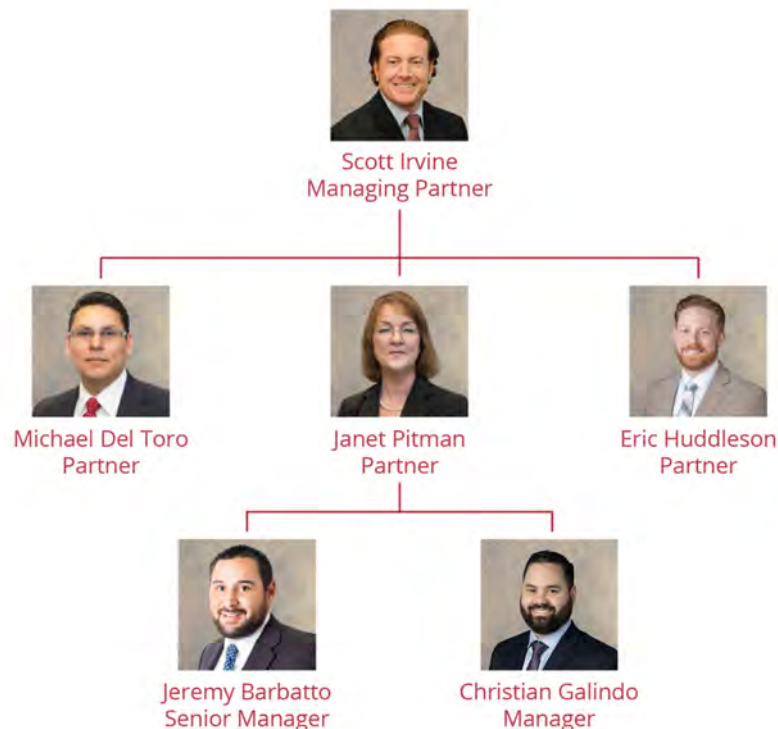 Scott Irvine
Managing Partner
Michael Del Toro
Partner
Janet Pitman
Partner
Eric Huddleson
Partner
Jeremy Barbatto
Senior Manager
Christian Galindo
Manager